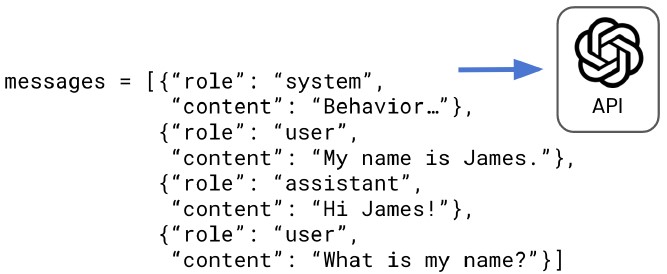 messages = [{“role”: “system”,
“content”: “Behavior…”},
{“role”: “user”,
“content”: “My name is James.”},
{“role”: “assistant”,
“content”: “Hi James!”},
{“role”: “user”,
“content”: “What is my name?”}]
API